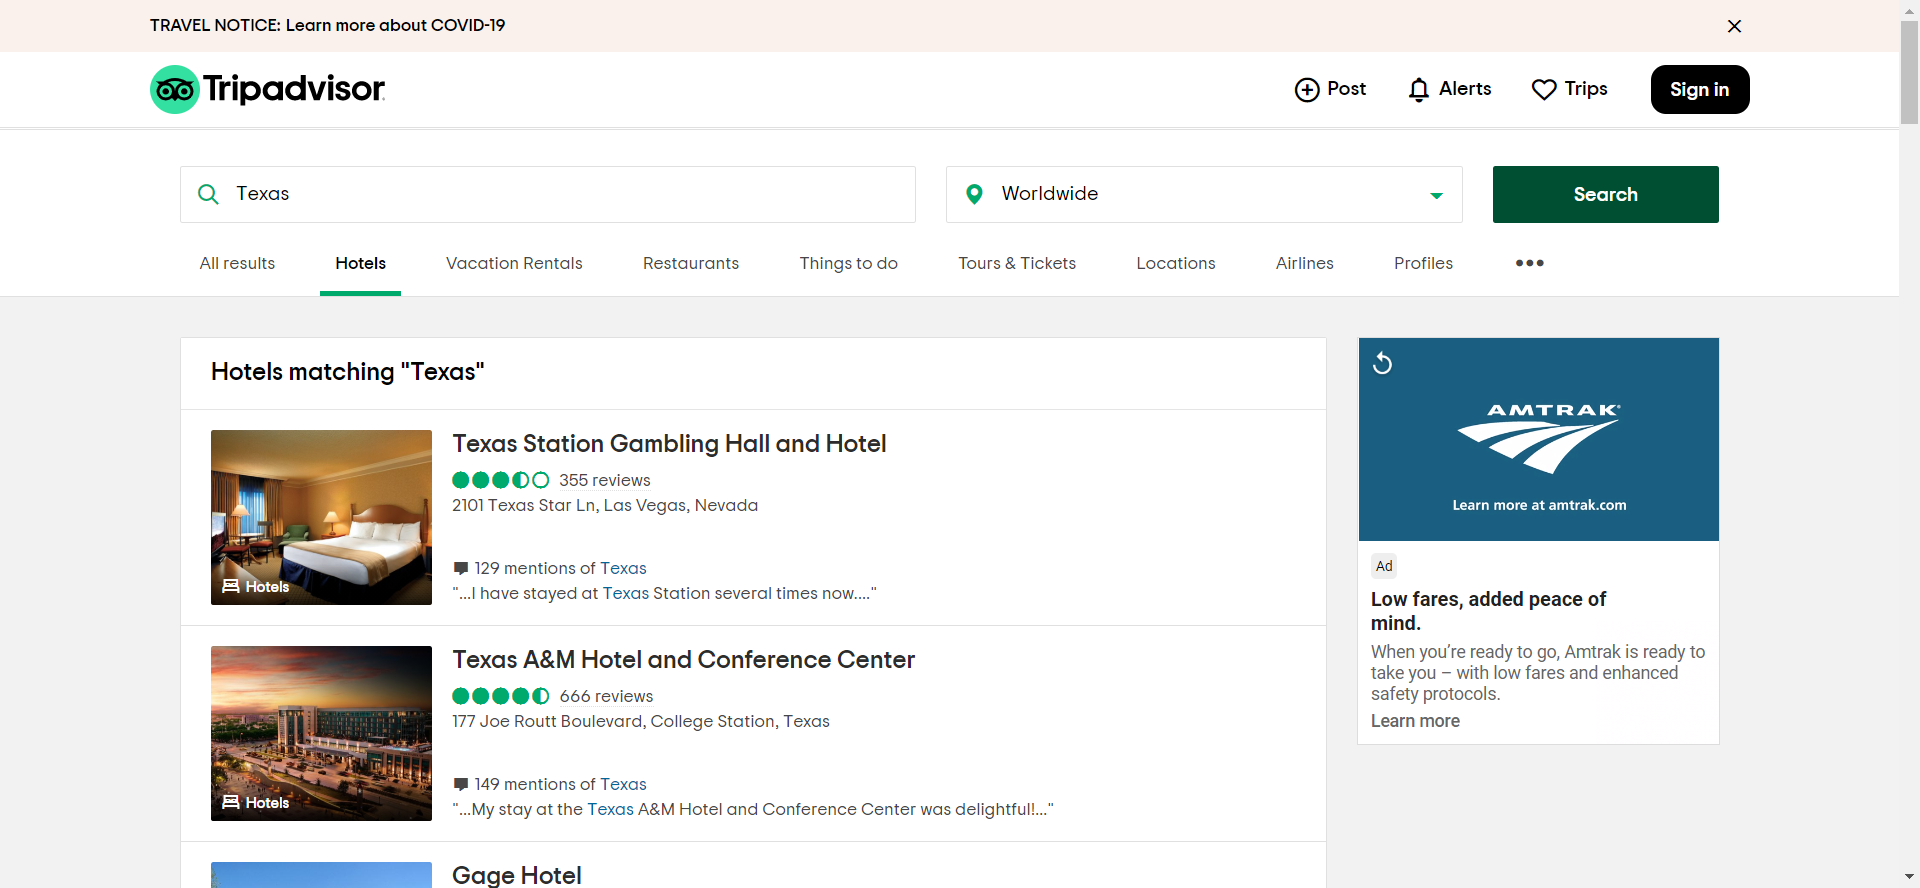 TRAVEL NOTICE: Learn more about COVID-19
Tripadvisor
Post
Alerts
Trips
Sign in
Texas
Worldwide
Search
All results
Hotels
Vacation Rentals
Restaurants
Things to do
Tours & Tickets
Locations
Airlines
Profiles
Hotels matching "Texas"
Texas Station Gambling Hall and Hotel
355 reviews
2101 Texas Star Ln, Las Vegas, Nevada
129 mentions of Texas
"...I have stayed at Texas Station several times now...."
Hotels
Texas A&M Hotel and Conference Center
666 reviews
177 Joe Routt Boulevard, College Station, Texas
149 mentions of Texas
"...My stay at the Texas A&M Hotel and Conference Center was delightful!..."
Hotels
Gage Hotel
AMTRAK
Learn more at amtrak.com
Ad
Low fares, added peace of
mind.
When you're ready to go, Amtrak is ready to
take you – with low fares and enhanced
safety protocols.
Learn more